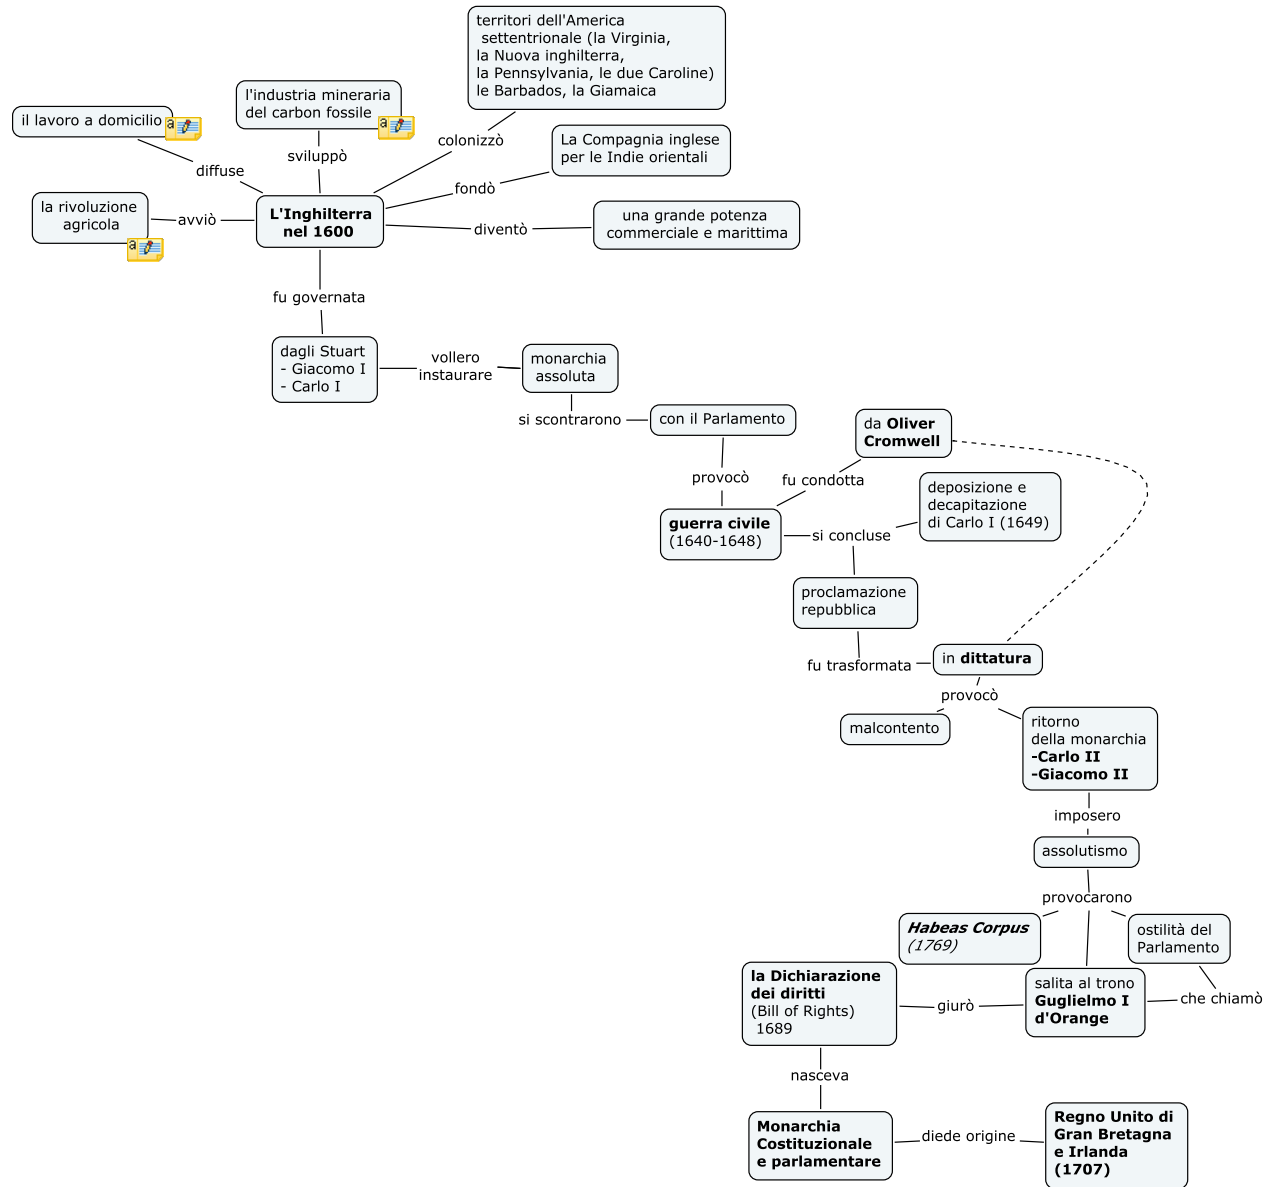 territori dell'America
settentrionale (la Virginia,
la Nuova inghilterra,
la Pennsylvania, le due Caroline)
le Barbados, la Giamaica
l'industria mineraria
del carbon fossile
a
il lavoro a domicilio
a
colonizzò
La Compagnia inglese
per le Indie orientali
sviluppò
diffuse
fondò
la rivoluzione
agricola
a
avviò
L'Inghilterra
nel 1600
diventò
una grande potenza
commerciale e marittima
fu governata
dagli Stuart
- Giacomo I
- Carlo I
vollero
instaurare
monarchia
assoluta
si scontrarono
con il Parlamento
da Oliver
Cromwell
provocò
fu condotta
deposizione e
decapitazione
di Carlo I (1649)
guerra civile
(1640-1648)
si concluse
proclamazione
repubblica
fu trasformata
in dittatura
provocò
malcontento
ritorno
della monarchia
-Carlo II
-Giacomo II
imposero
assolutismo
provocarono
Habeas Corpus
(1769)
ostilità del
Parlamento
la Dichiarazione
dei diritti
(Bill of Rights)
1689
giurò
salita al trono
Guglielmo I
d'Orange
che chiamò
nasceva
Monarchia
Costituzionale
e parlamentare
diede origine
Regno Unito di
Gran Bretagna
e Irlanda
(1707)